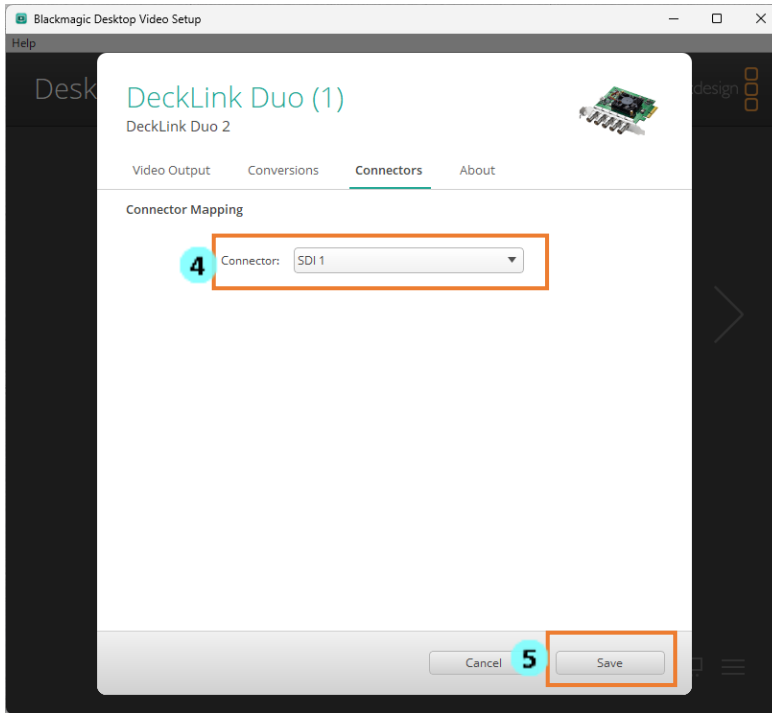 Blackmagic Desktop Video Setup
Help
Desk
design
DeckLink Duo (1)
DeckLink Duo 2
Video Output Conversions Connectors About
Connector Mapping
4 Connector: SDI 1
Cancel 5 Save